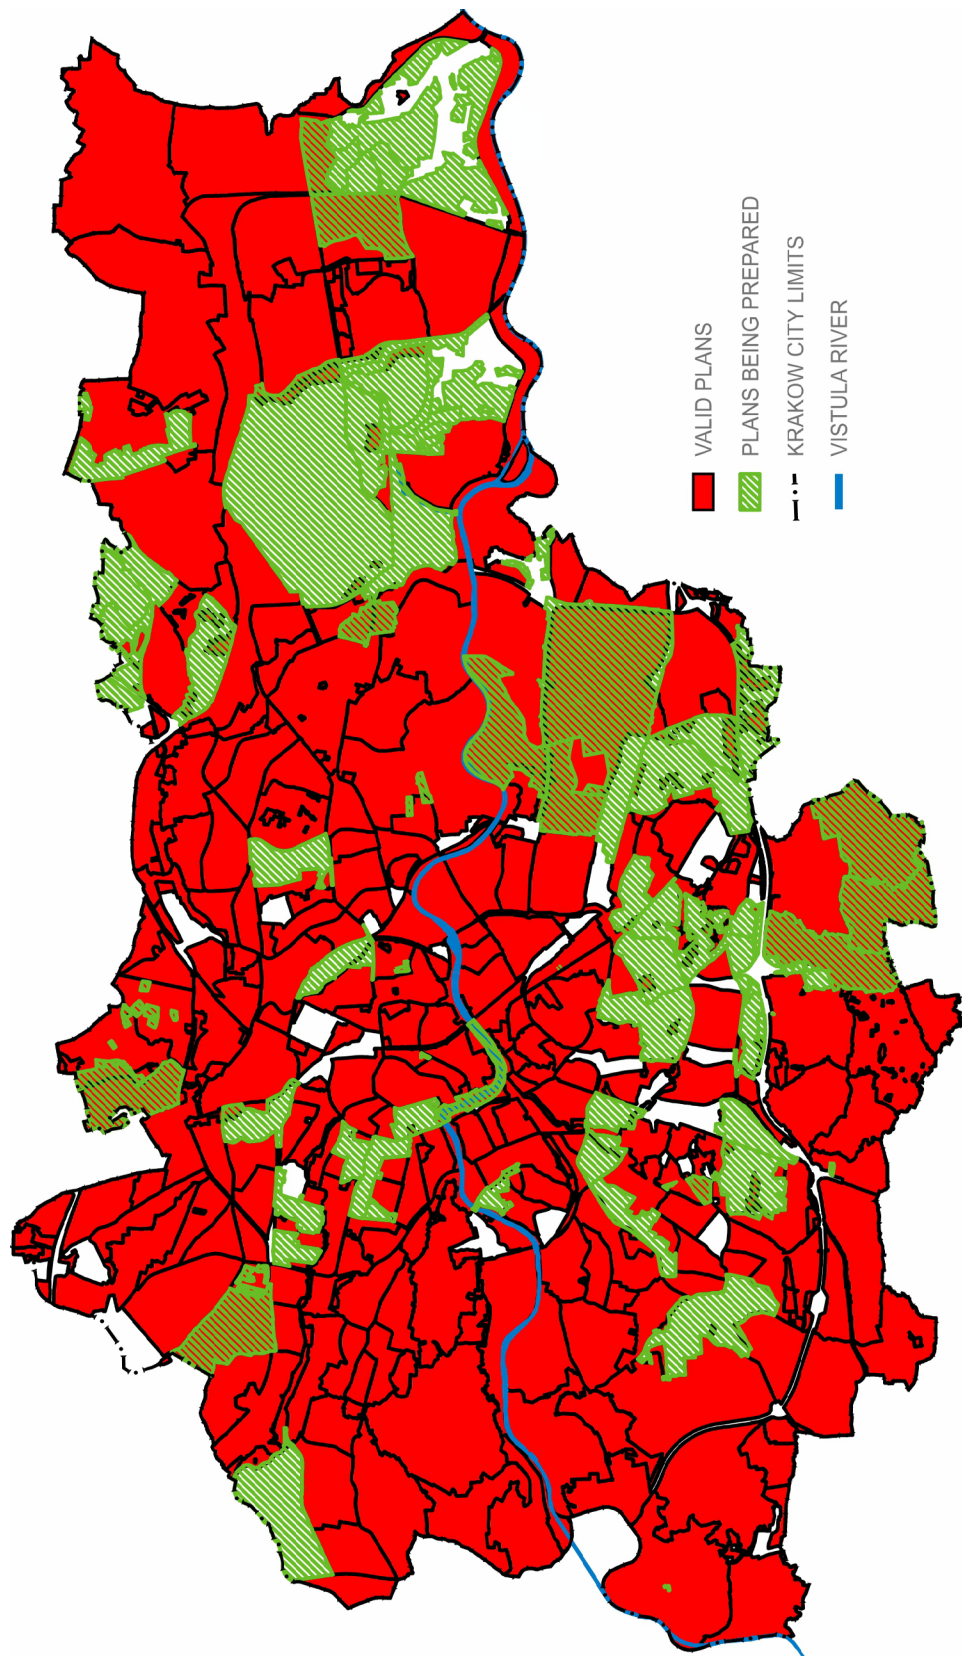 VALID PLANS
PLANS BEING PREPARED
KRAKOW CITY LIMITS
VISTULA RIVER